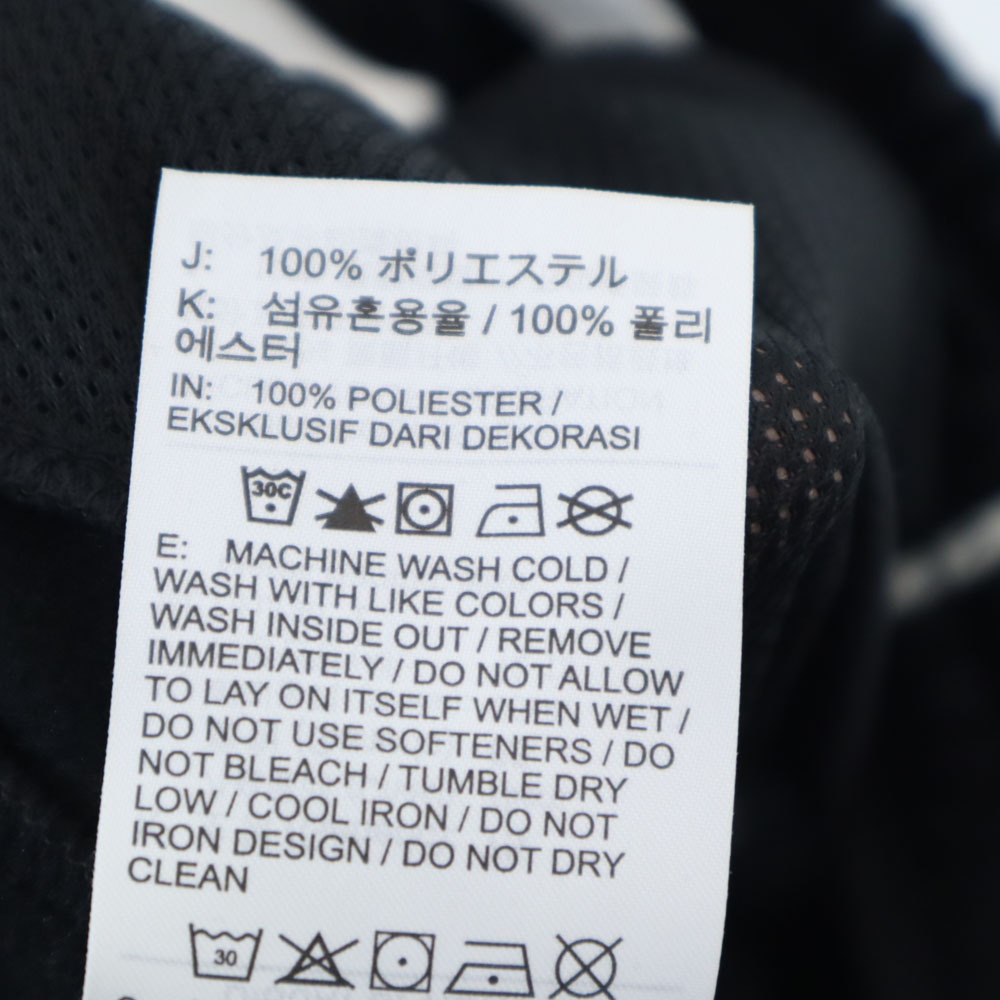 J: 100% ポリエステル
K: 섬유혼용율 / 100% 폴리
에스터
IN: 100% POLIESTER /
EKSKLUSIF DARI DEKORASI
30C
E: MACHINE WASH COLD /
WASH WITH LIKE COLORS /
WASH INSIDE OUT / REMOVE
IMMEDIATELY / DO NOT ALLOW
TO LAY ON ITSELF WHEN WET /
DO NOT USE SOFTENERS / DO
NOT BLEACH / TUMBLE DRY
LOW / COOL IRON / DO NOT
IRON DESIGN / DO NOT DRY
CLEAN
30